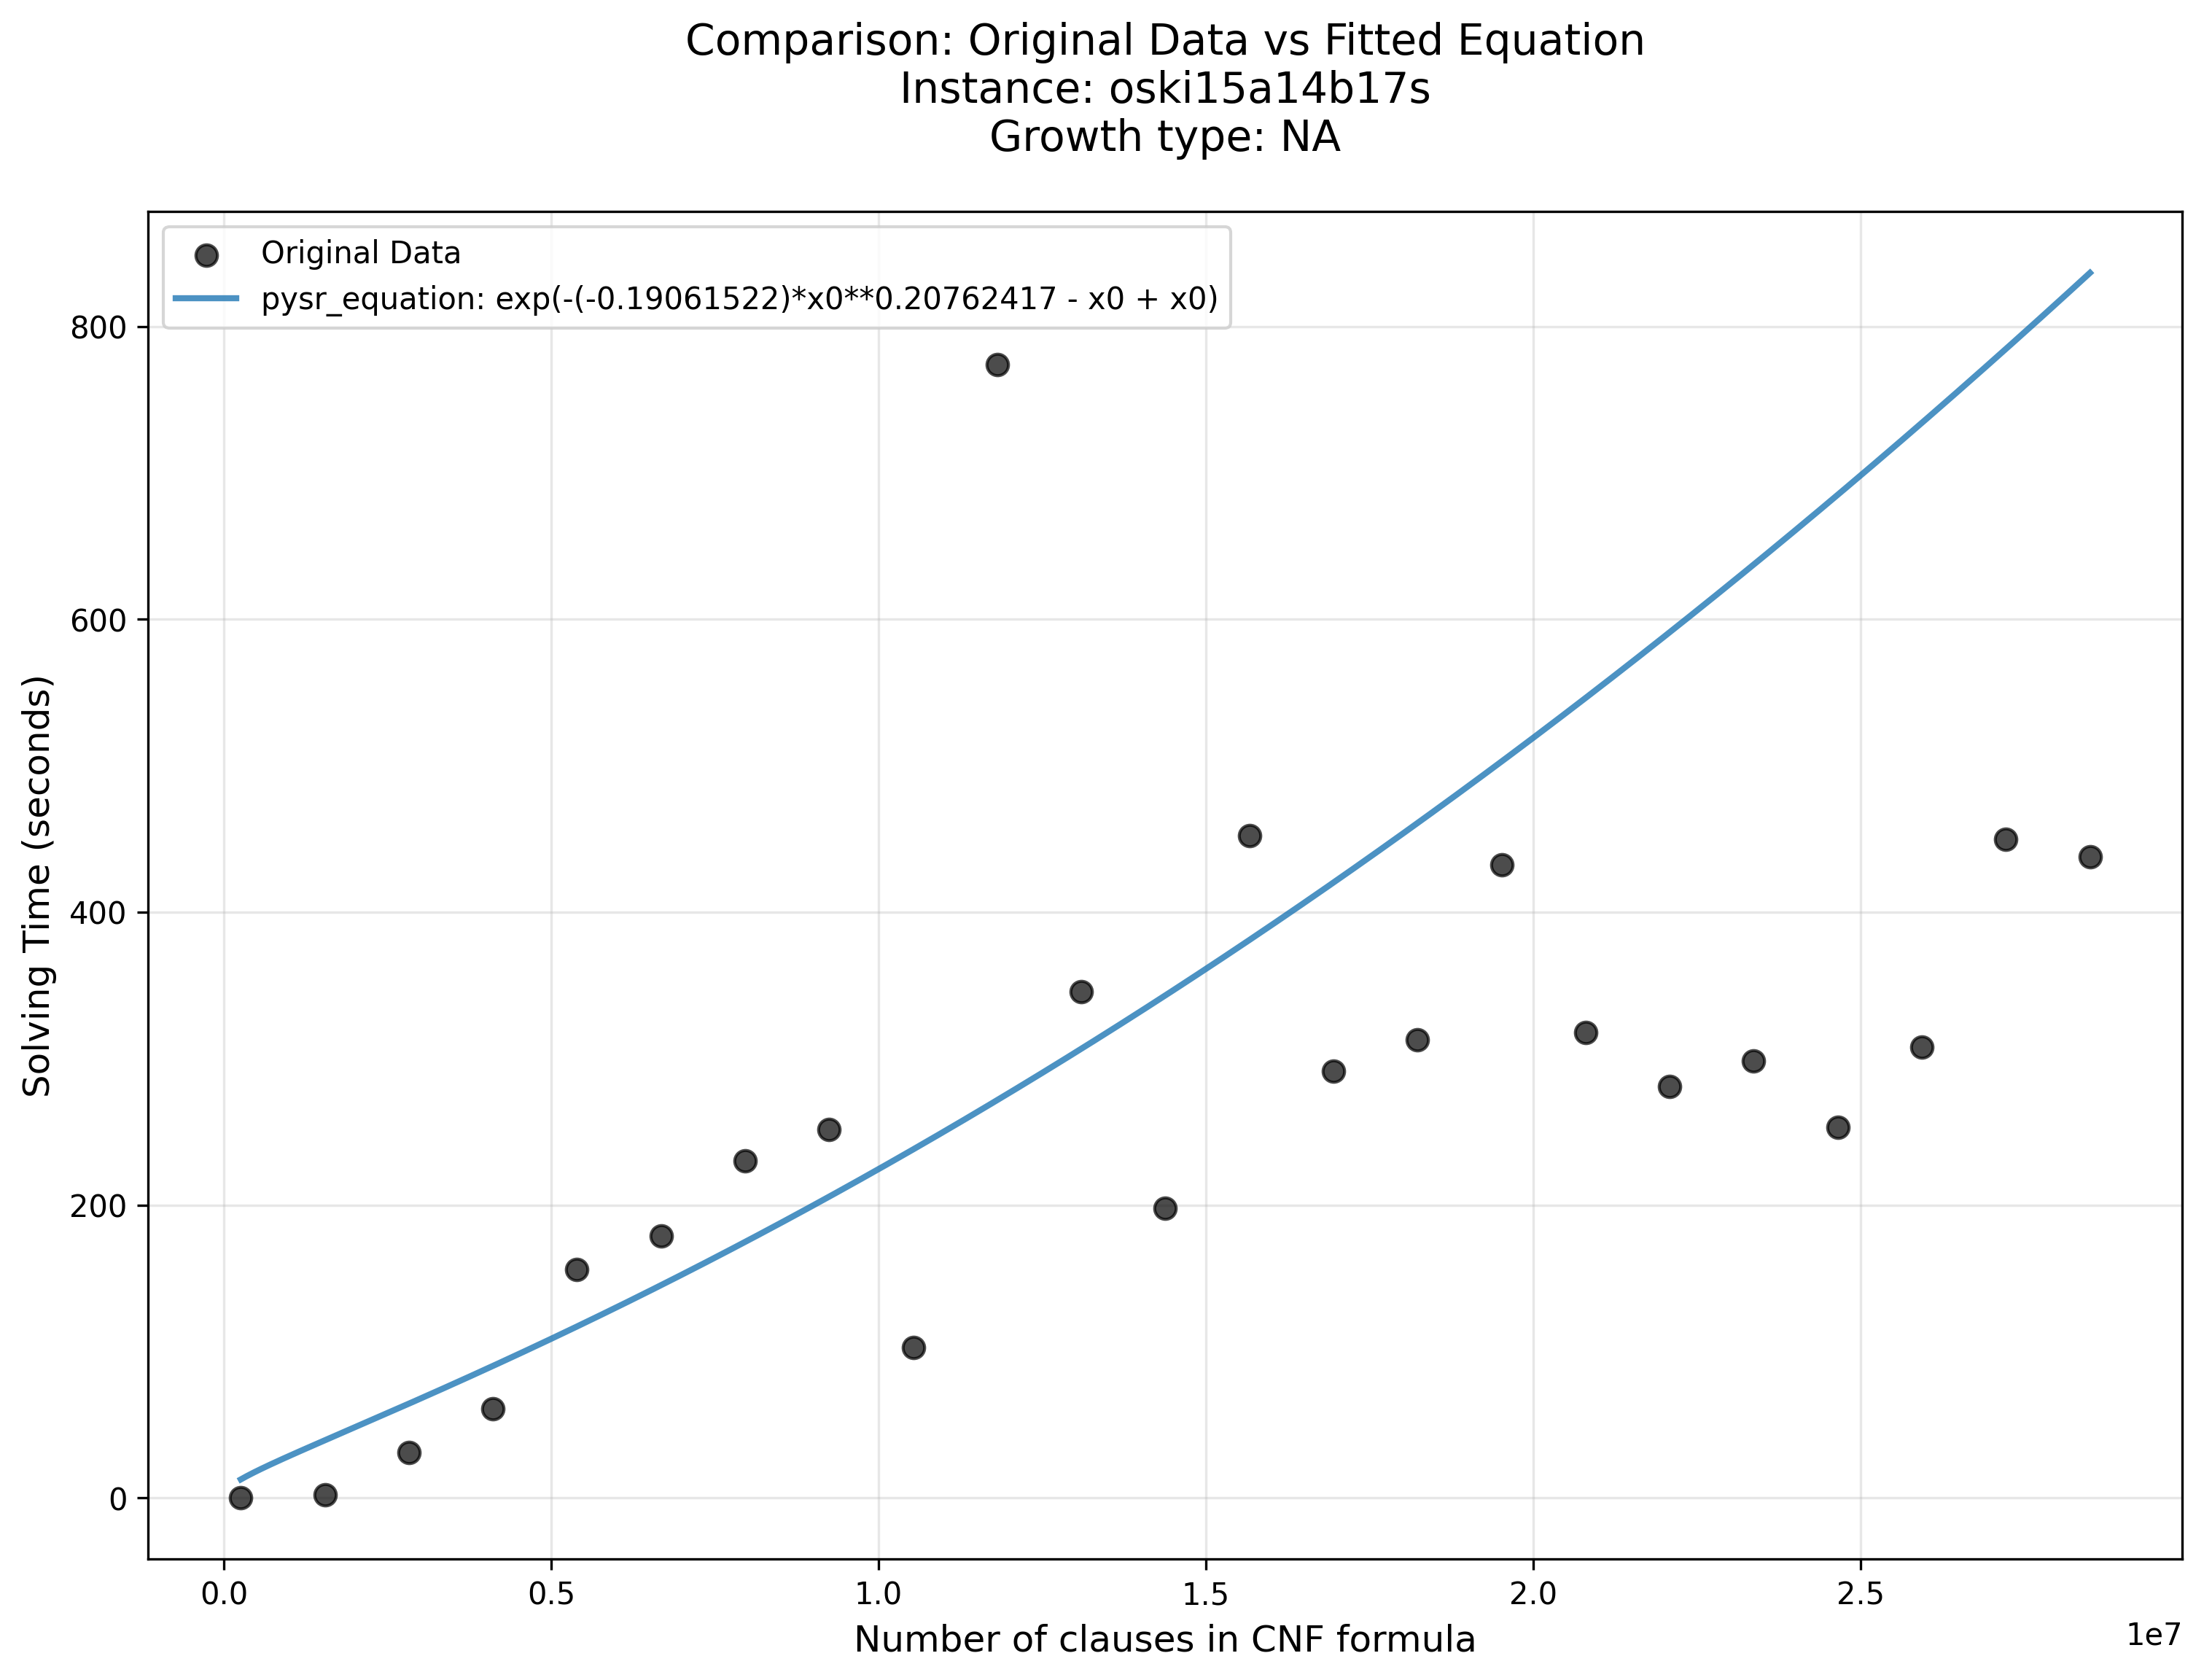 Comparison: Original Data vs Fitted Equation
Instance: oski15a14b17s
Growth type: NA
Original Data
pysr_equation: exp(-(-0.19061522)*x0**0.20762417 - x0 + x0)
800
600
400
200
0
Solving Time (seconds)
0.0 0.5 1.0 1.5 2.0 2.5
1e7
Number of clauses in CNF formula